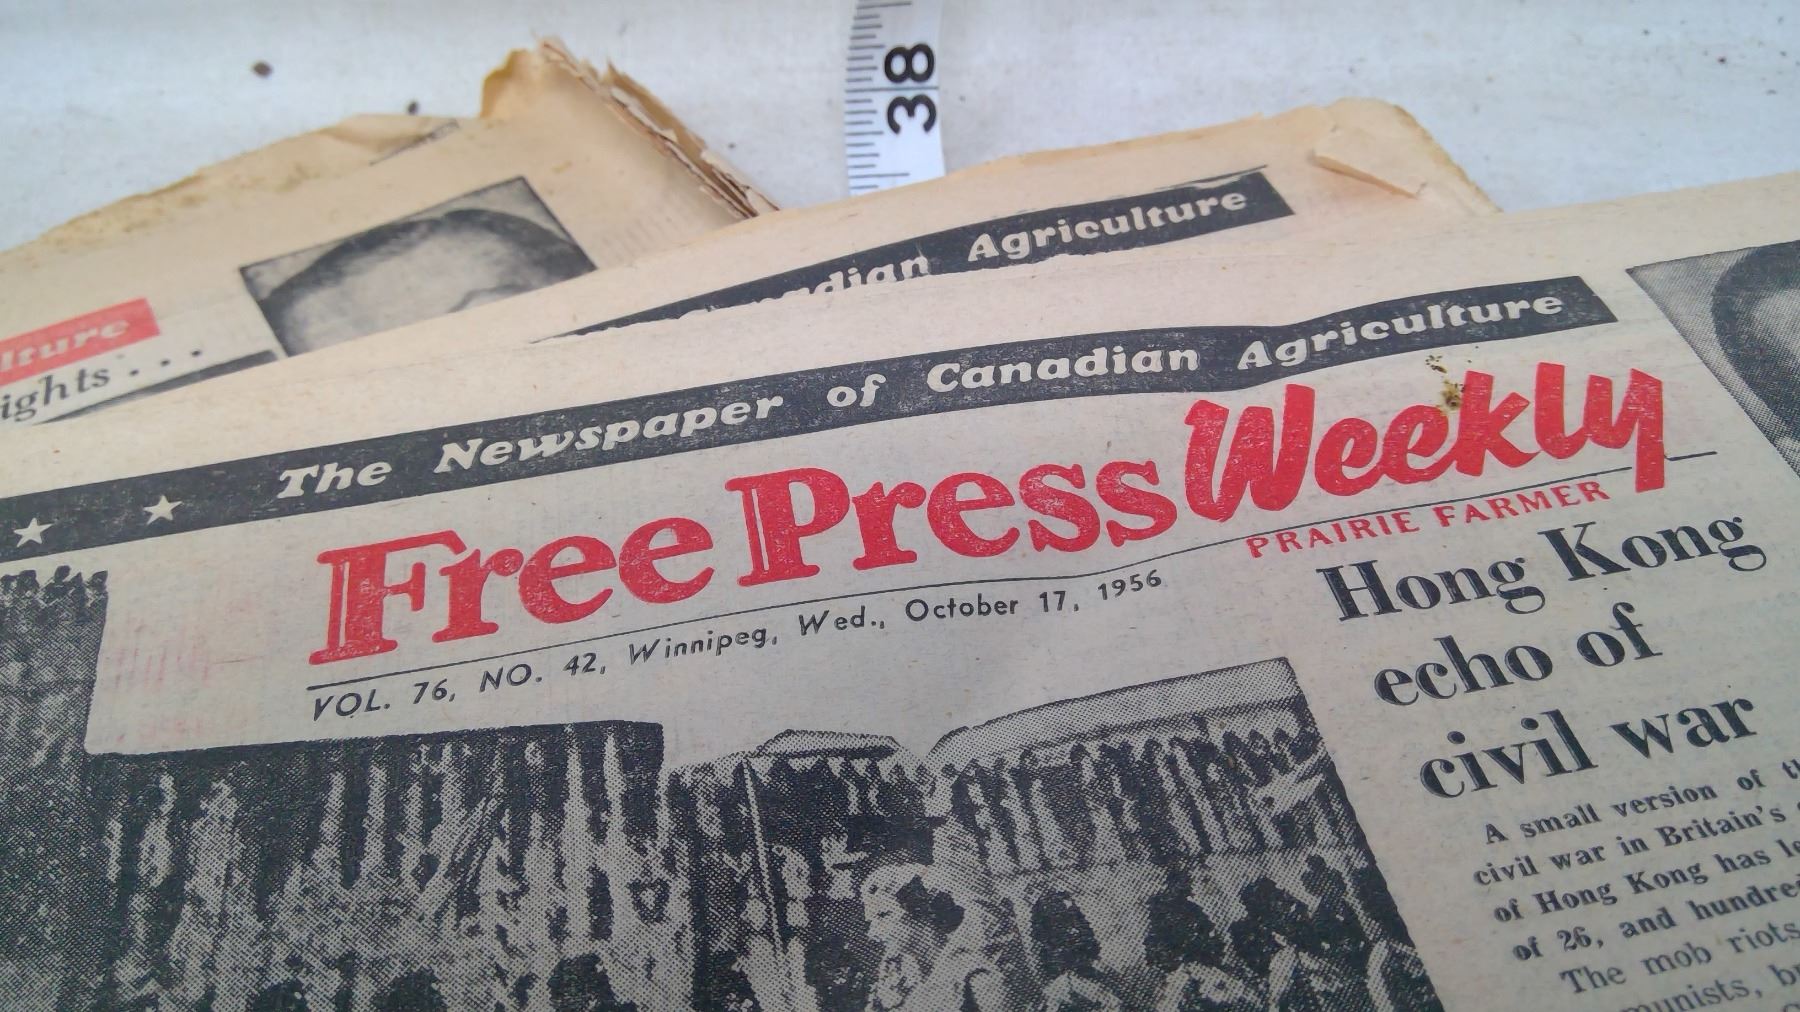 38
Agriculture
lture
ights . . .
The Newspaper of Canadian Agriculture
Free Press Weekly
PRAIRIE FARMER
VOL. 76, NO. 42, Winnipeg, Wed., October 17, 1956
Hong Kong
echo of
civil war
A small version of
civil war in Britain's
of Hong Kong has
of 26, and
The mob riots